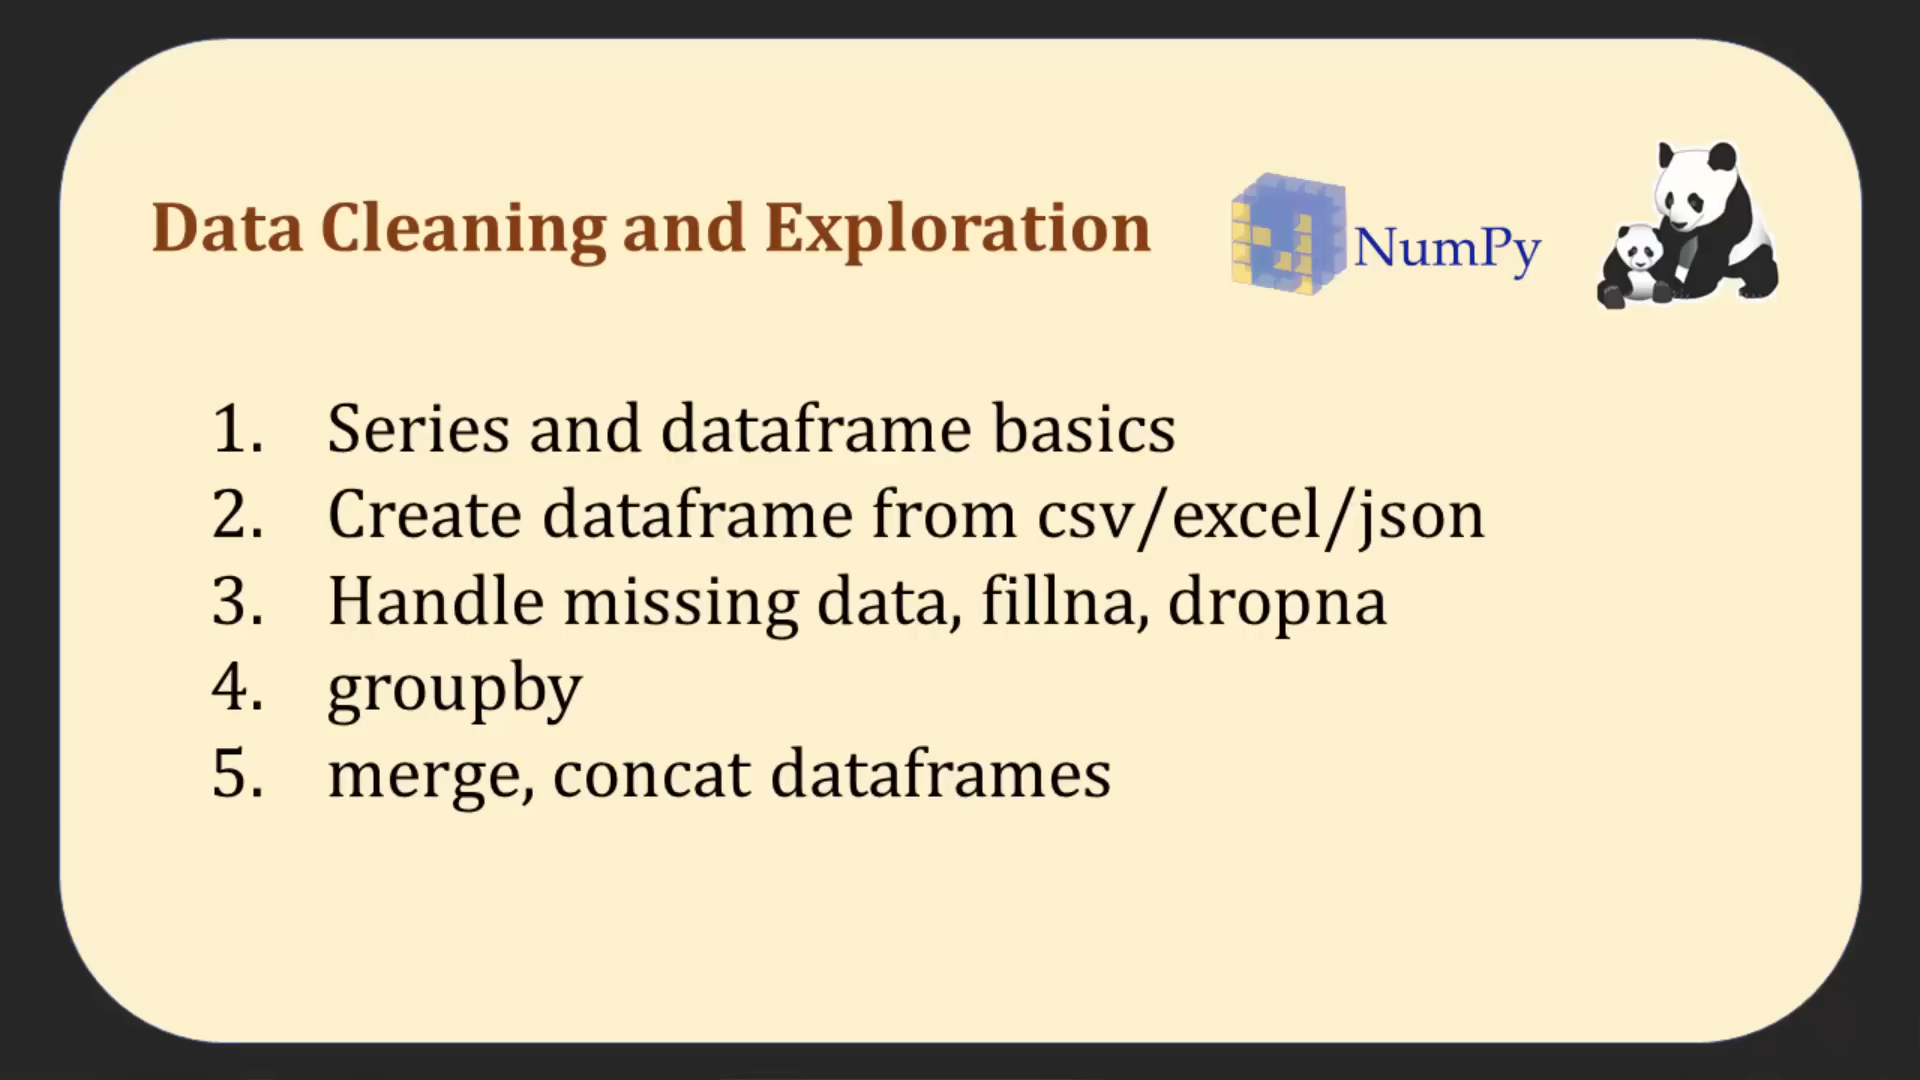 Data Cleaning and Exploration
NumPy
1. Series and dataframe basics
2. Create dataframe from csv/excel/json
3. Handle missing data, fillna, dropna
4. groupby
5. merge, concat dataframes